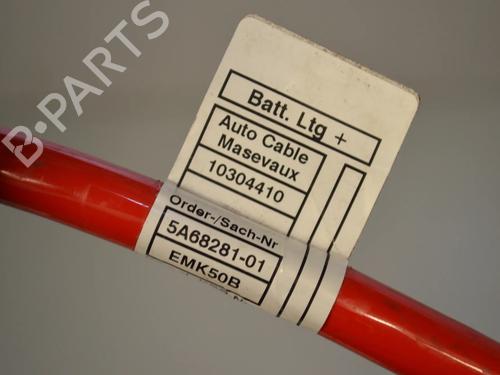 B-PARTS
Batt. Ltg +
Auto Cable
Masevaux
10304410
Order-/Sach-Nr
5A68281-01
EMK50B